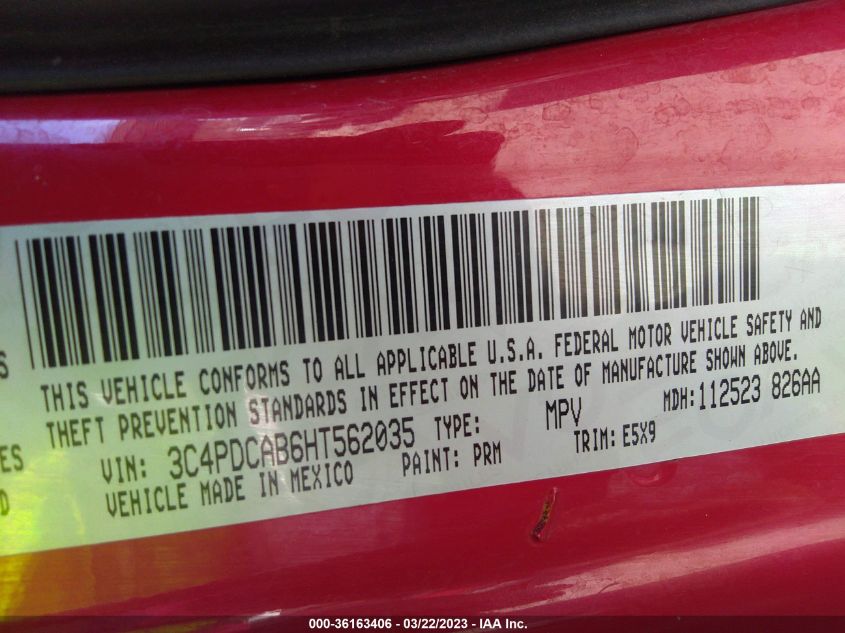 THIS VEHICLE CONFORMS TO ALL APPLICABLE U.S.A. FEDERAL MOTOR VEHICLE SAFETY AND
THEFT PREVENTION STANDARDS IN EFFECT ON THE DATE OF MANUFACTURE SHOWN ABOVE.
VIN: 3C4PDCAB6HT562035 TYPE: MPV MDH: 112523 826AA
VEHICLE MADE IN MEXICO PAINT: PRM TRIM: E5X9
S
ES
D
000-36163406 - 03/22/2023 - IAA Inc.